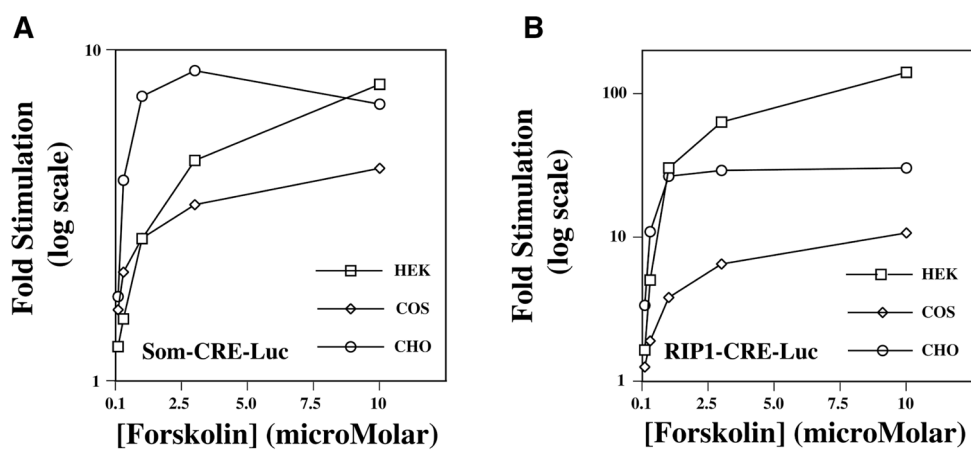 A
10
1
Fold Stimulation
(log scale)
HEK
COS
CHO
Som-CRE-Luc
0.1 2.5 5.0 7.5 10
[Forskolin] (microMolar)
B
100
10
1
Fold Stimulation
(log scale)
HEK
COS
CHO
RIP1-CRE-Luc
0.1 2.5 5.0 7.5 10
[Forskolin] (microMolar)